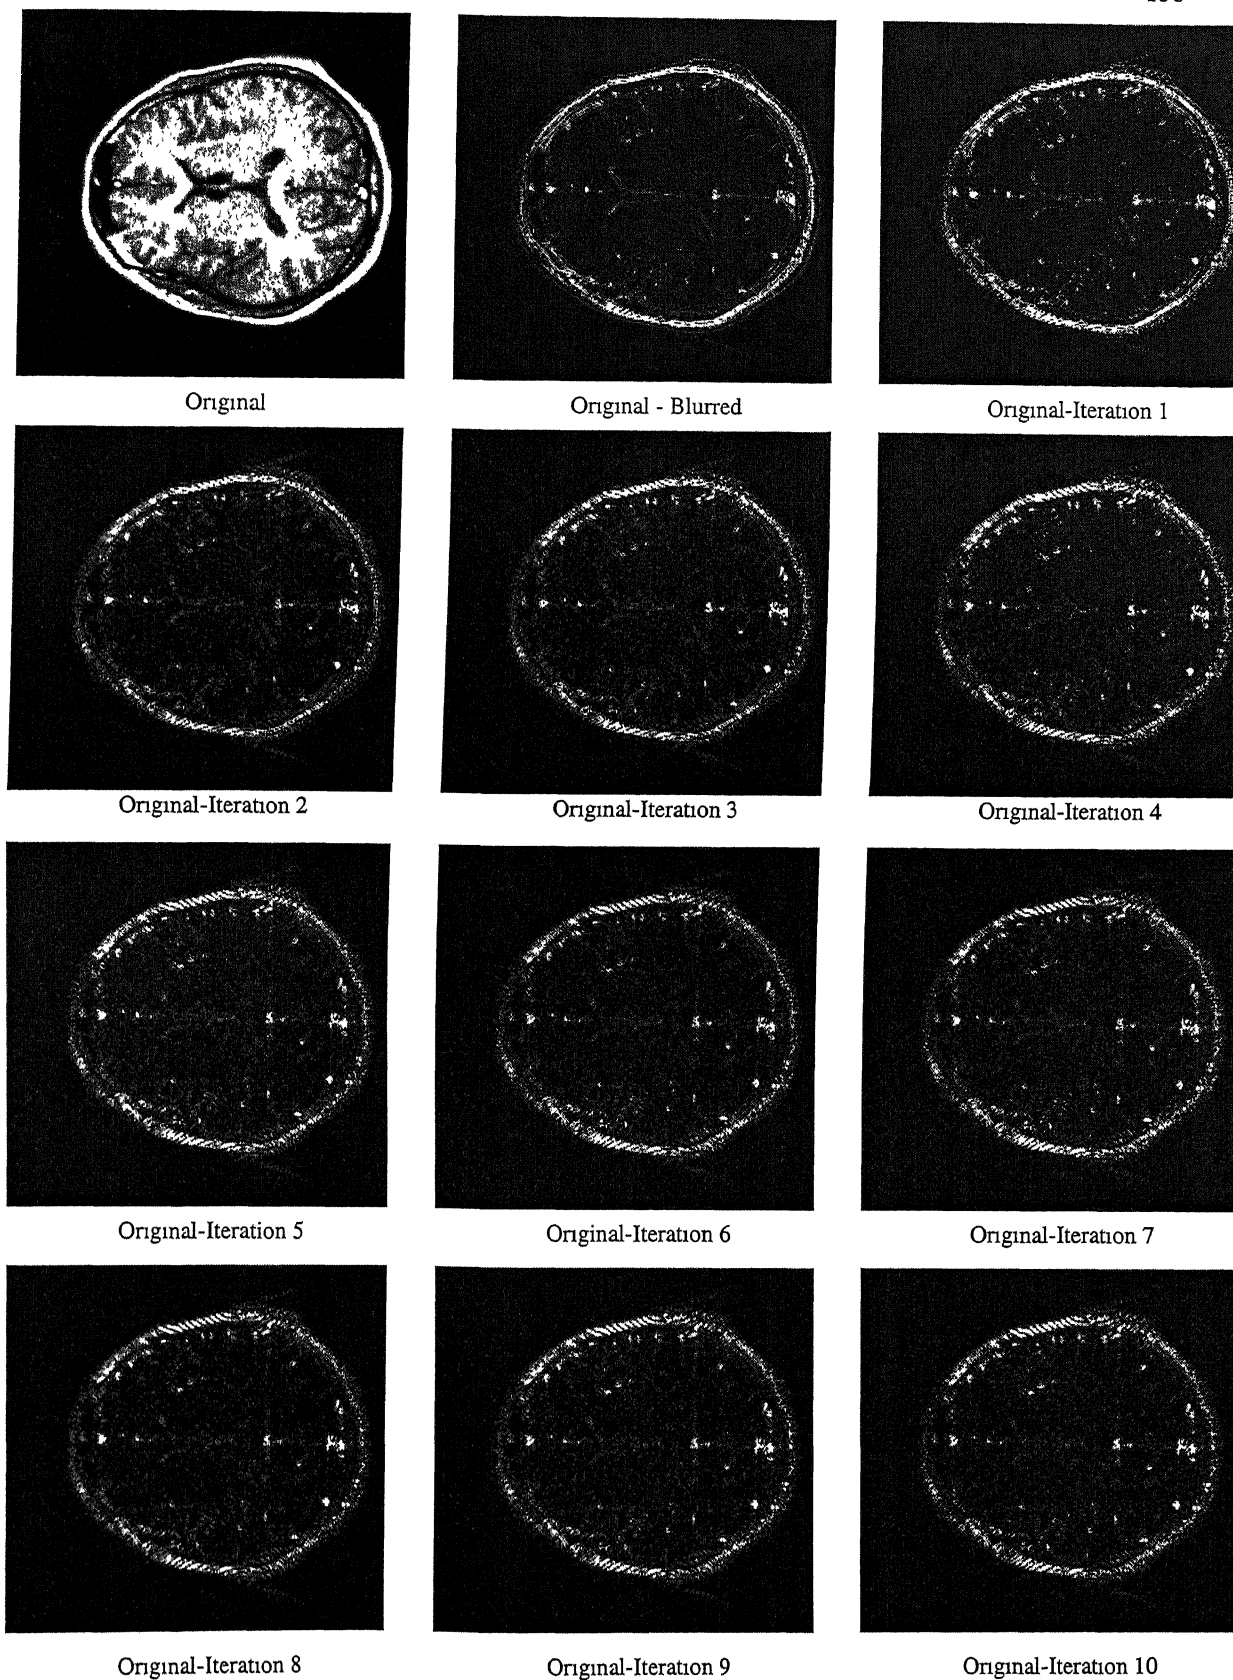 Original
Original - Blurred
Original-Iteration 1
Original-Iteration 2
Original-Iteration 3
Original-Iteration 4
Original-Iteration 5
Original-Iteration 6
Original-Iteration 7
Original-Iteration 8
Original-Iteration 9
Original-Iteration 10